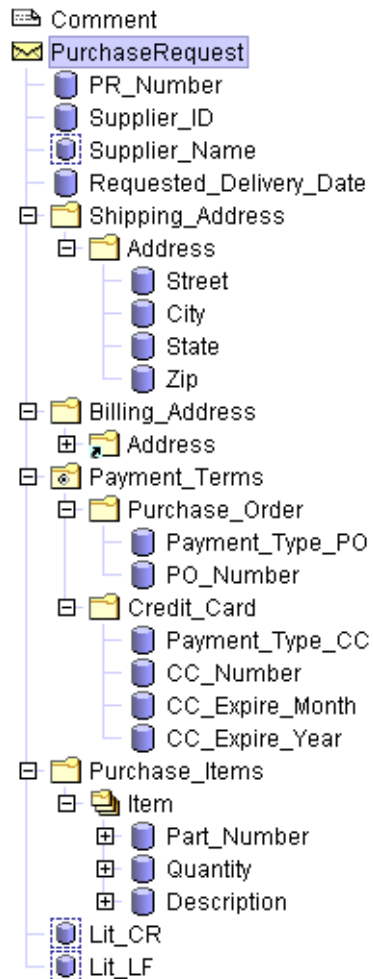 Comment
PurchaseRequest
PR_Number
Supplier_ID
Supplier_Name
Requested_Delivery_Date
Shipping_Address
Address
Street
City
State
Zip
Billing_Address
Address
Payment_Terms
Purchase_Order
Payment_Type_PO
PO_Number
Credit_Card
Payment_Type_CC
CC_Number
CC_Expire_Month
CC_Expire_Year
Purchase_Items
Item
Part_Number
Quantity
Description
Lit_CR
Lit_LF